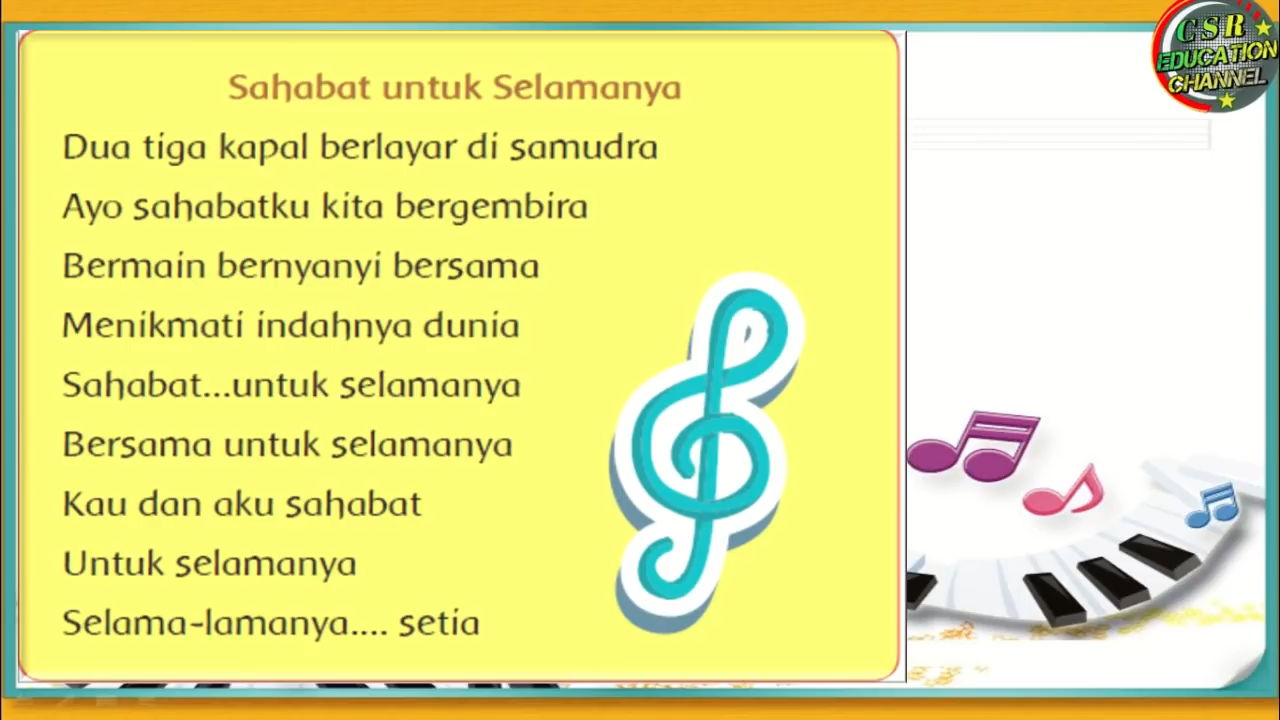 Sahabat untuk Selamanya
Dua tiga kapal berlayar di samudra
Ayo sahabatku kita bergembira
Bermain bernyanyi bersama
Menikmati indahnya dunia
Sahabat...untuk selamanya
Bersama untuk selamanya
Kau dan aku sahabat
Untuk selamanya
Selama-lamanya.... setia
CSR
EDUCATION
CHANNEL